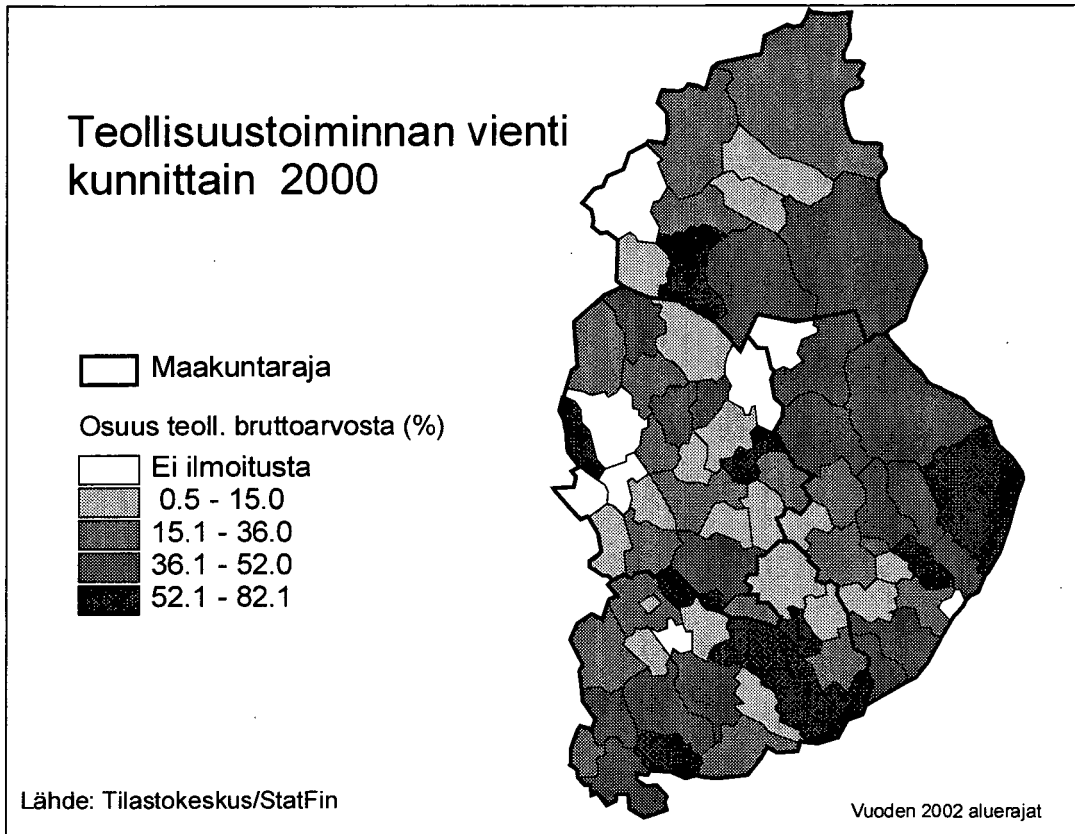 Teollisuustoiminnan vienti
kunnittain 2000
Maakuntaraja
Osuus teoll. bruttoarvosta (%)
Ei ilmoitusta
0.5 - 15.0
15.1 - 36.0
36.1 - 52.0
52.1 - 82.1
Lähde: Tilastokeskus/StatFin
Vuoden 2002 aluerajat